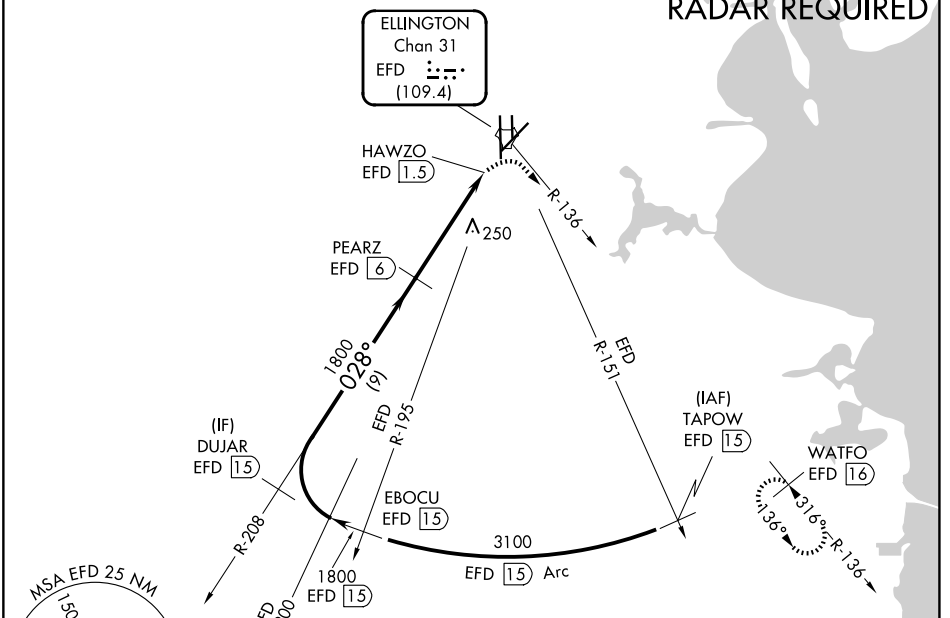 RADAR REQUIRED
ELLINGTON
Chan 31
EFD
(109.4)
HAWZO
EFD 1.5
R-136
250
PEARZ
EFD 6
1800
028°
(9)
EFD
R-195
EFD
R-151
(IF)
DUJAR
EFD 15
(IAF)
TAPOW
EFD 15
WATFO
EFD 16
316°
136°
R-136
EBOCU
EFD 15
R-208
3100
EFD 15 Arc
1800
EFD 15
MSA EFD 25 NM